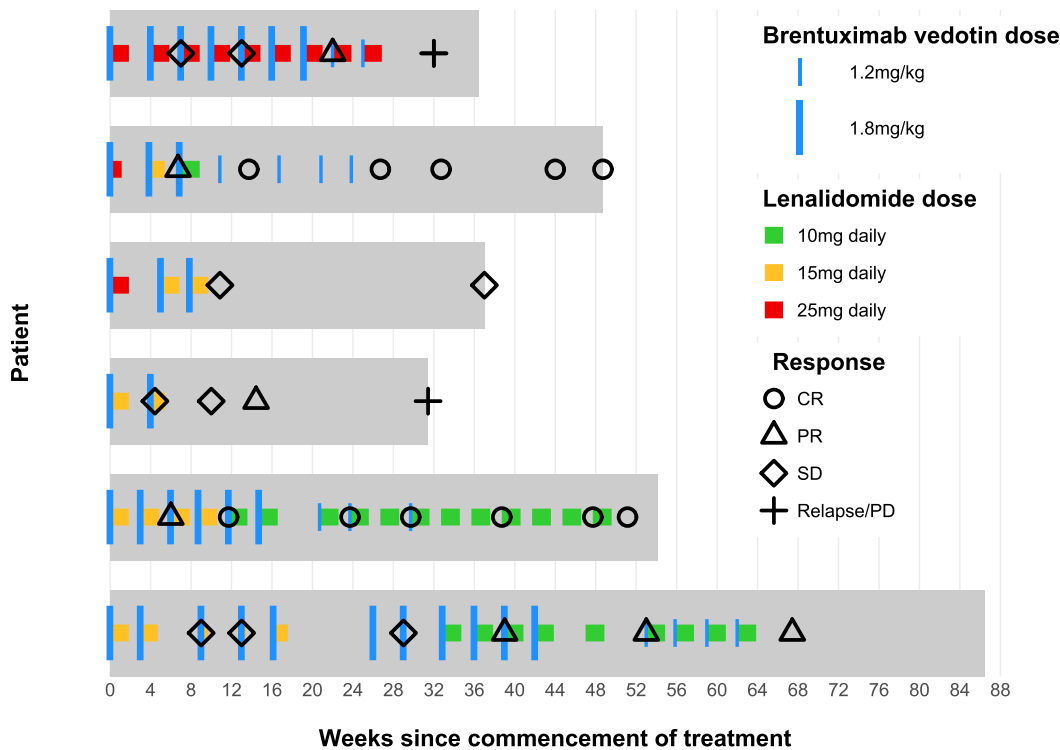 Brentuximab vedotin dose
1.2mg/kg
1.8mg/kg
Lenalidomide dose
10mg daily
15mg daily
25mg daily
Response
CR
PR
SD
Relapse/PD
Patient
0 4 8 12 16 20 24 28 32 36 40 44 48 52 56 60 64 68 72 76 80 84 88
Weeks since commencement of treatment